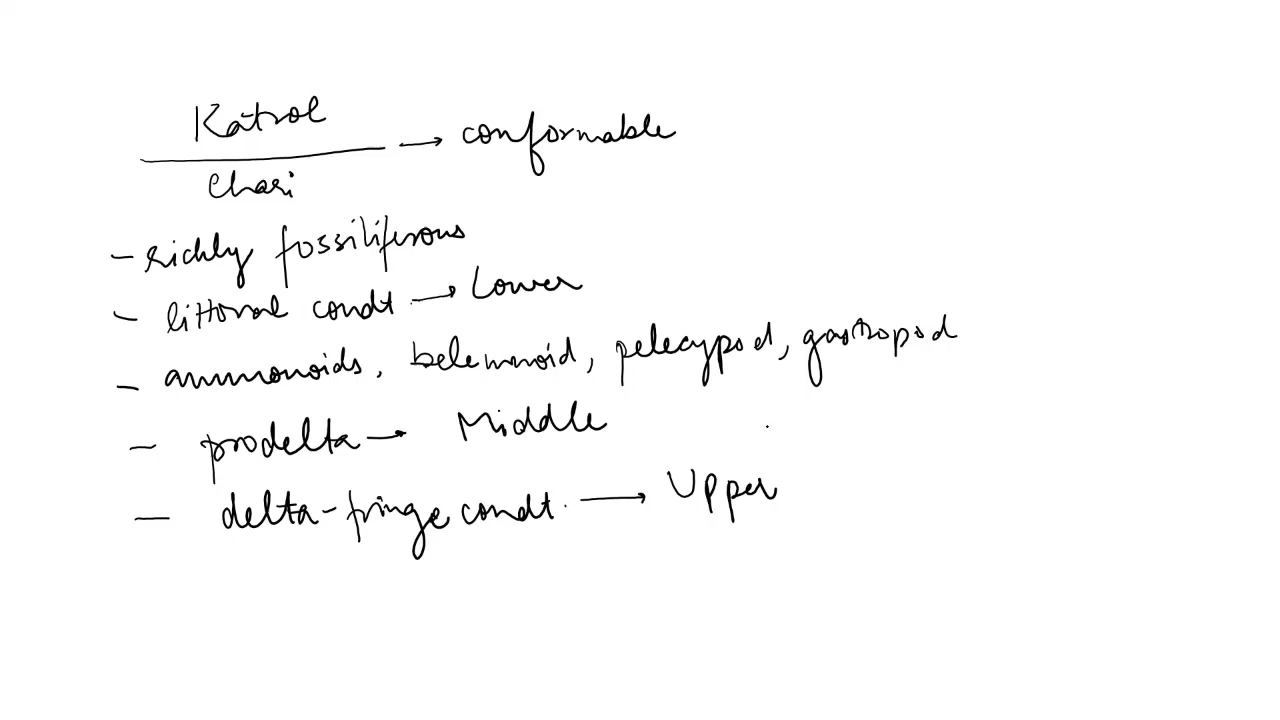 Katrol
→ conformable
Chari
- richly fossiliferous
- littoral condt → Lower
- ammonoids, belemnoid, pelecypod, gastropod
- prodelta → Middle
- delta-fringe condt. → Upper